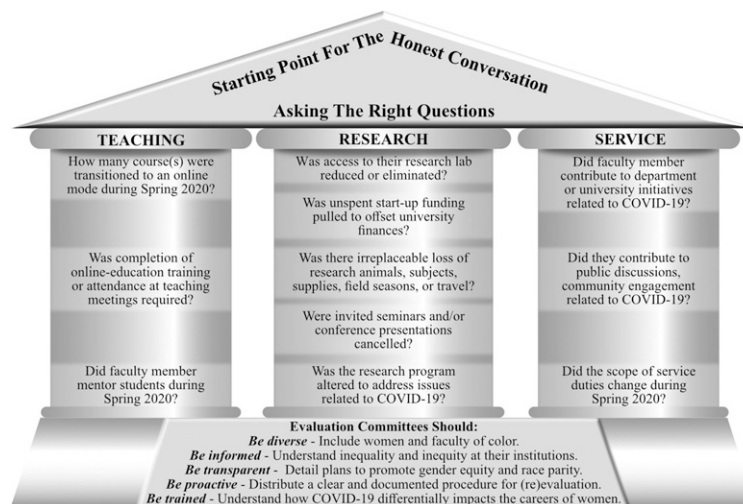 Starting Point For The Honest Conversation
Asking The Right Questions
TEACHING
How many course(s) were
transitioned to an online
mode during Spring 2020?
Was completion of
online-education training
or attendance at teaching
meetings required?
Did faculty member
mentor students during
Spring 2020?
RESEARCH
Was access to their research lab
reduced or eliminated?
Was unspent start-up funding
pulled to offset university
finances?
Was there irreplaceable loss of
research animals, subjects,
supplies, field seasons, or travel?
Were invited seminars and/or
conference presentations
cancelled?
Was the research program
altered to address issues
related to COVID-19?
SERVICE
Did faculty member
contribute to department
or university initiatives
related to COVID-19?
Did they contribute to
public discussions,
community engagement
related to COVID-19?
Did the scope of service
duties change during
Spring 2020?
Evaluation Committees Should:
Be diverse - Include women and faculty of color.
Be informed - Understand inequality and inequity at their institutions.
Be transparent - Detail plans to promote gender equity and race parity.
Be proactive - Distribute a clear and documented procedure for (re)evaluation.
Be trained - Understand how COVID-19 differentially impacts the careers of women.